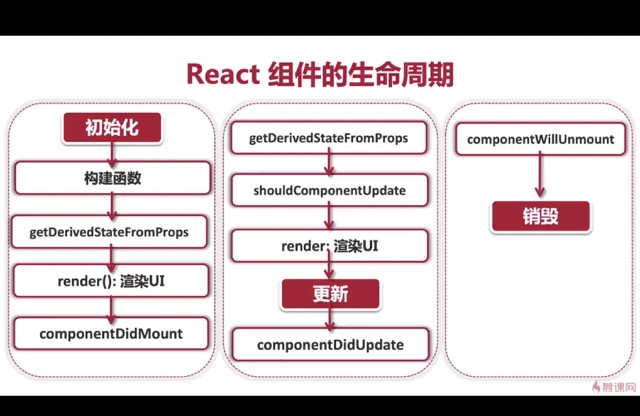 React 组件的生命周期
初始化
构建函数
getDerivedStateFromProps
render(): 渲染UI
componentDidMount
getDerivedStateFromProps
shouldComponentUpdate
render: 渲染UI
更新
componentDidUpdate
componentWillUnmount
销毁
慕课网